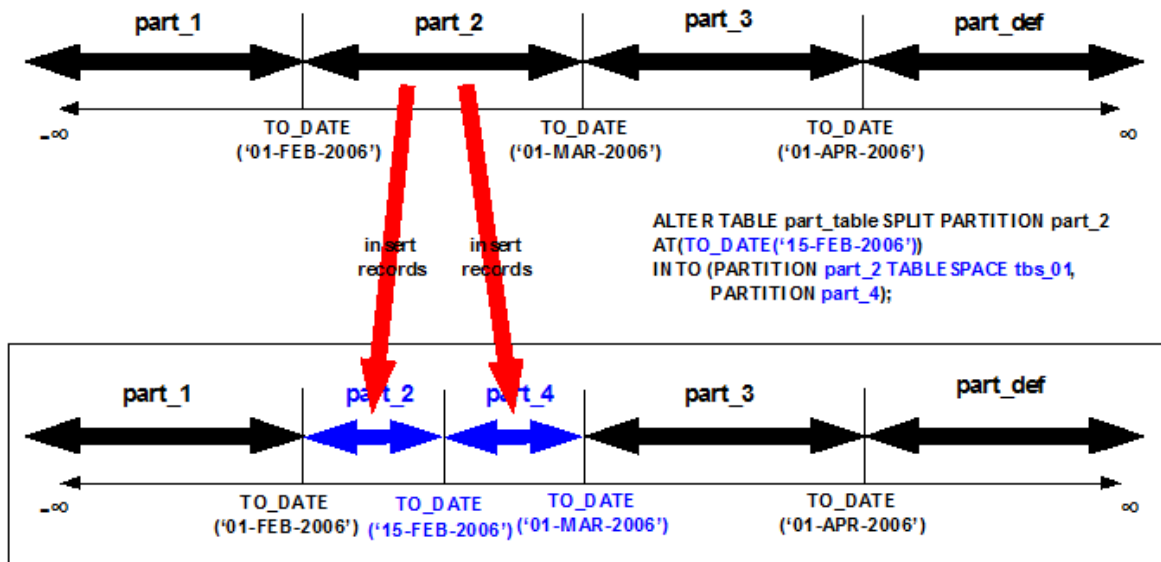 part_1 part_2 part_3 part_def
-∞ TO_DATE TO_DATE TO_DATE ∞
(‘01-FEB-2006’) (‘01-MAR-2006’) (‘01-APR-2006’)
ALTER TABLE part_table SPLIT PARTITION part_2
AT(TO_DATE(‘15-FEB-2006’))
INTO (PARTITION part_2 TABLESPACE tbs_01,
PARTITION part_4);
insert insert
records records
part_1 part_2 part_4 part_3 part_def
-∞ TO_DATE TO_DATE TO_DATE TO_DATE ∞
(‘01-FEB-2006’) (‘15-FEB-2006’) (‘01-MAR-2006’) (‘01-APR-2006’)